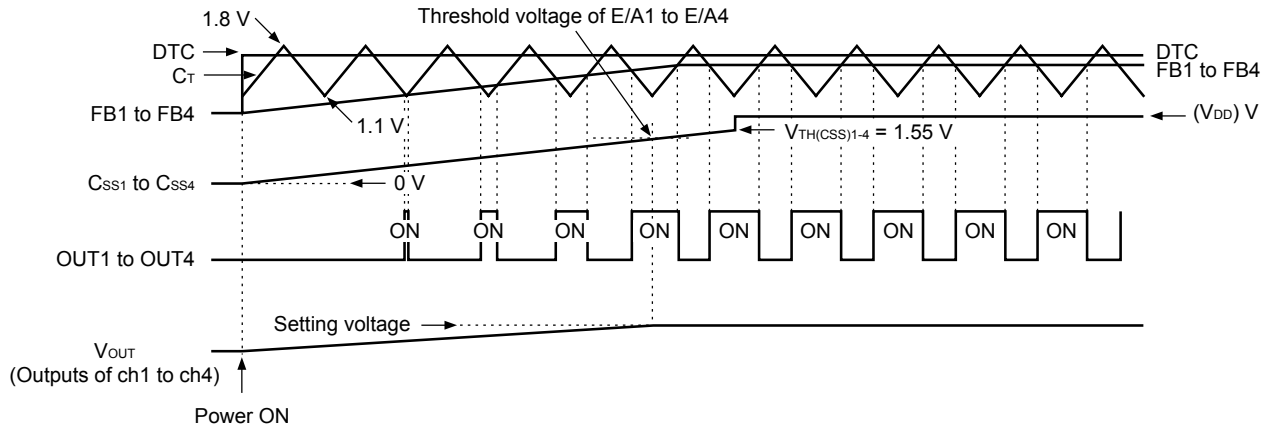 Threshold voltage of E/A1 to E/A4
1.8 V
DTC
CT
FB1 to FB4
1.1 V
DTC
FB1 to FB4
(VDD) V
VTH(CSS)1-4 = 1.55 V
CSS1 to CSS4
0 V
ON ON ON ON ON ON ON ON ON
OUT1 to OUT4
Setting voltage
VOUT
(Outputs of ch1 to ch4)
Power ON